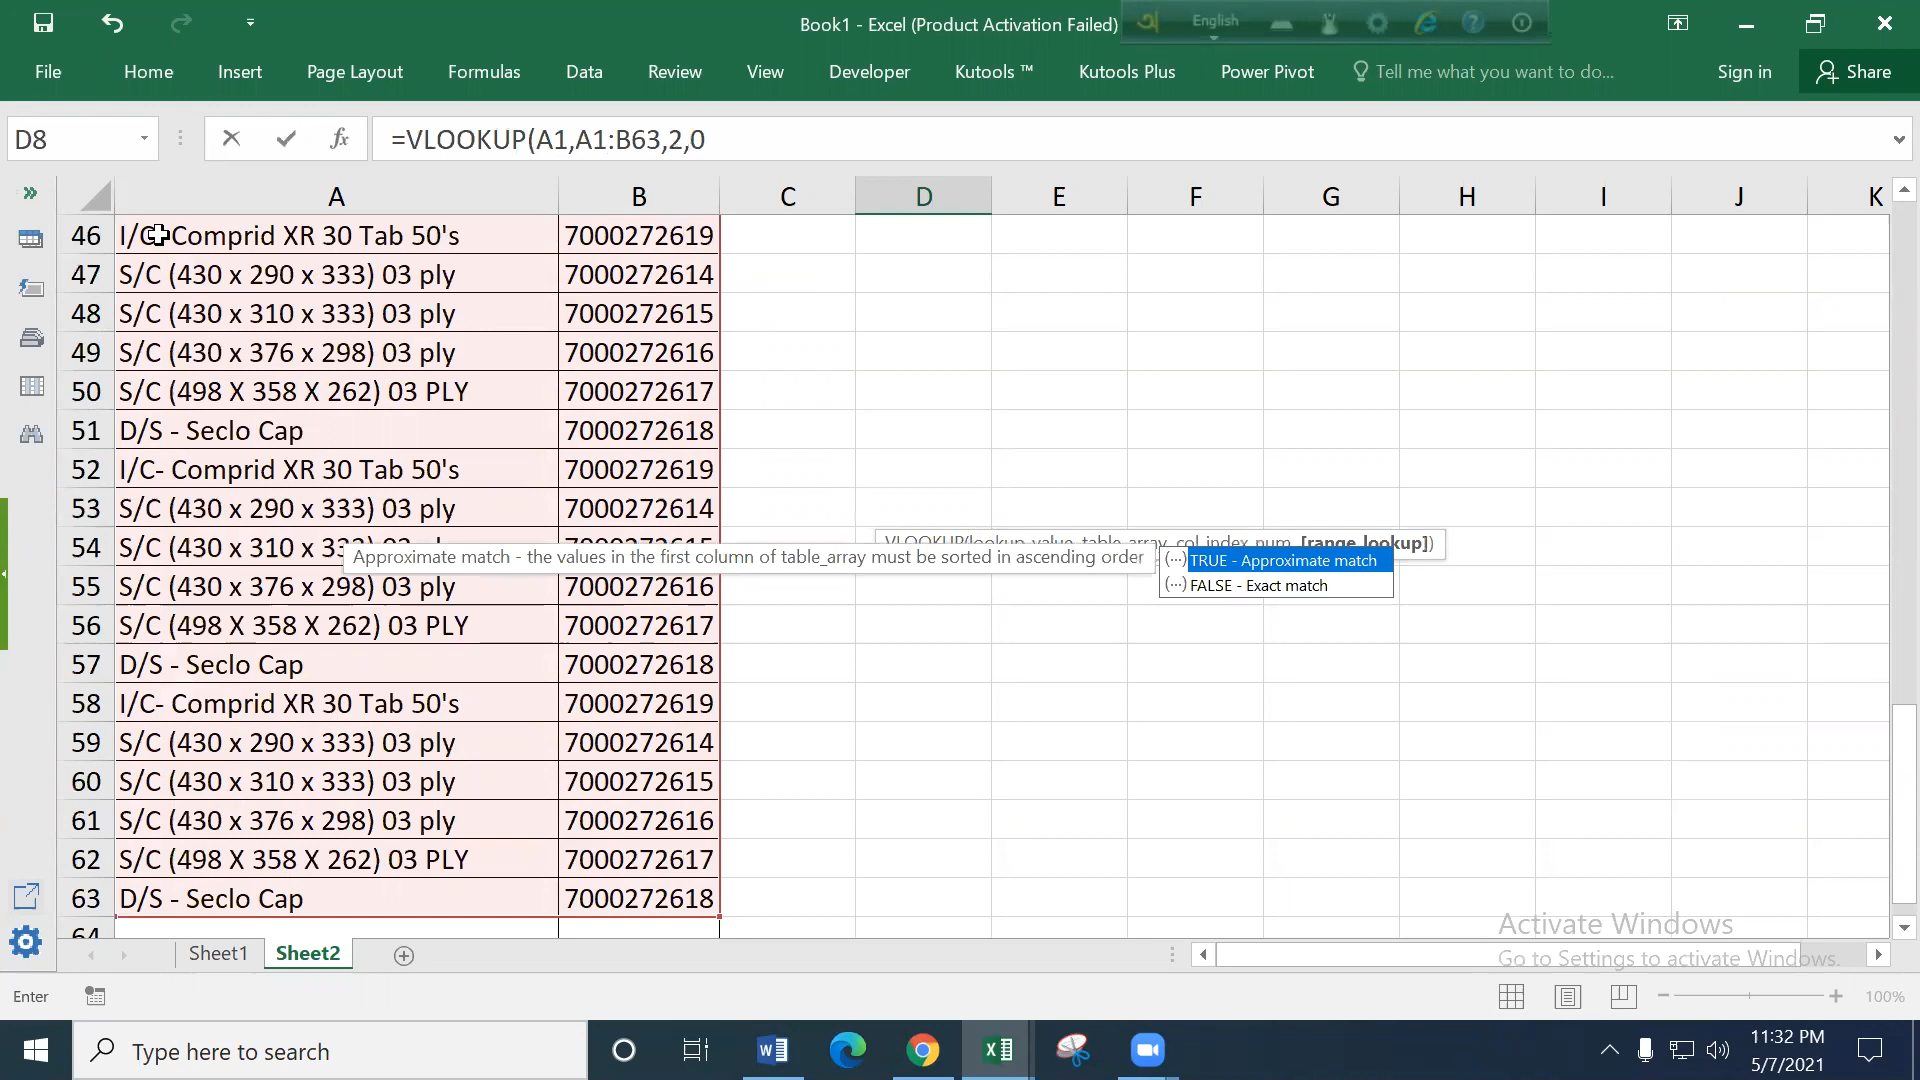 Book1 - Excel (Product Activation Failed)
English
File Home Insert Page Layout Formulas Data Review View Developer Kutools ™ Kutools Plus Power Pivot Tell me what you want to do... Sign in Share
D8 fx =VLOOKUP(A1,A1:B63,2,0
A B C D E F G H I J K
46 I/C- Comprid XR 30 Tab 50's 7000272619
47 S/C (430 x 290 x 333) 03 ply 7000272614
48 S/C (430 x 310 x 333) 03 ply 7000272615
49 S/C (430 x 376 x 298) 03 ply 7000272616
50 S/C (498 X 358 X 262) 03 PLY 7000272617
51 D/S - Seclo Cap 7000272618
52 I/C- Comprid XR 30 Tab 50's 7000272619
53 S/C (430 x 290 x 333) 03 ply 7000272614
VLOOKUP(lookup_value, table_array, col_index_num, [range_lookup])
54 S/C (430 x 310 x
Approximate match - the values in the first column of table_array must be sorted in ascending order
(...) TRUE - Approximate match
(...) FALSE - Exact match
55 S/C (430 x 376 x 298) 03 ply 7000272616
56 S/C (498 X 358 X 262) 03 PLY 7000272617
57 D/S - Seclo Cap 7000272618
58 I/C- Comprid XR 30 Tab 50's 7000272619
59 S/C (430 x 290 x 333) 03 ply 7000272614
60 S/C (430 x 310 x 333) 03 ply 7000272615
61 S/C (430 x 376 x 298) 03 ply 7000272616
62 S/C (498 X 358 X 262) 03 PLY 7000272617
63 D/S - Seclo Cap 7000272618
64
Activate Windows
Go to Settings to activate Windows.
Sheet1 Sheet2
Enter 100%
Type here to search
11:32 PM
5/7/2021